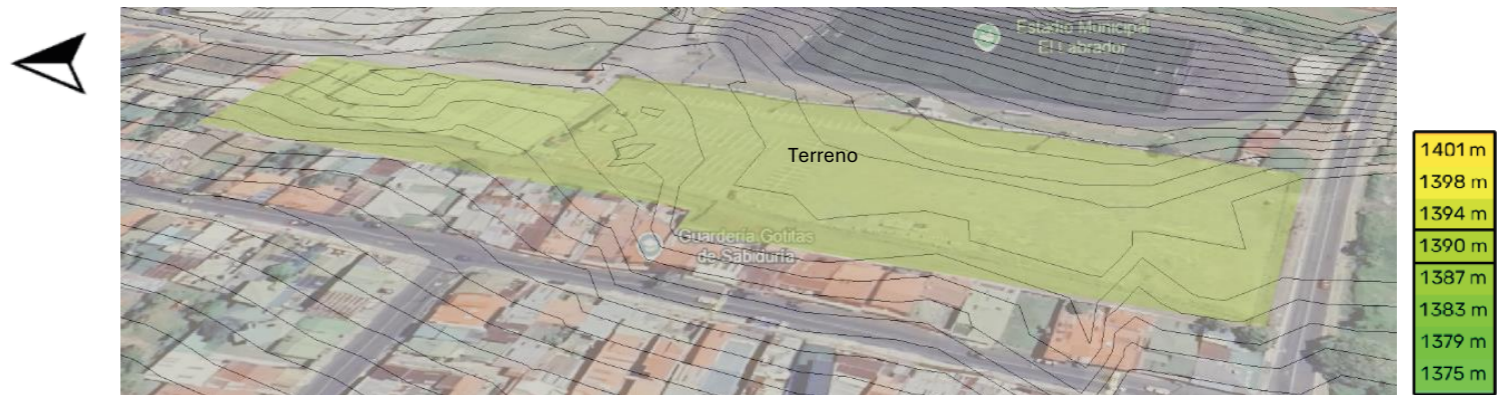 Estadio Municipal
El Labrador
Terreno
Guardería Gotitas
de Sabiduría
1401 m
1398 m
1394 m
1390 m
1387 m
1383 m
1379 m
1375 m